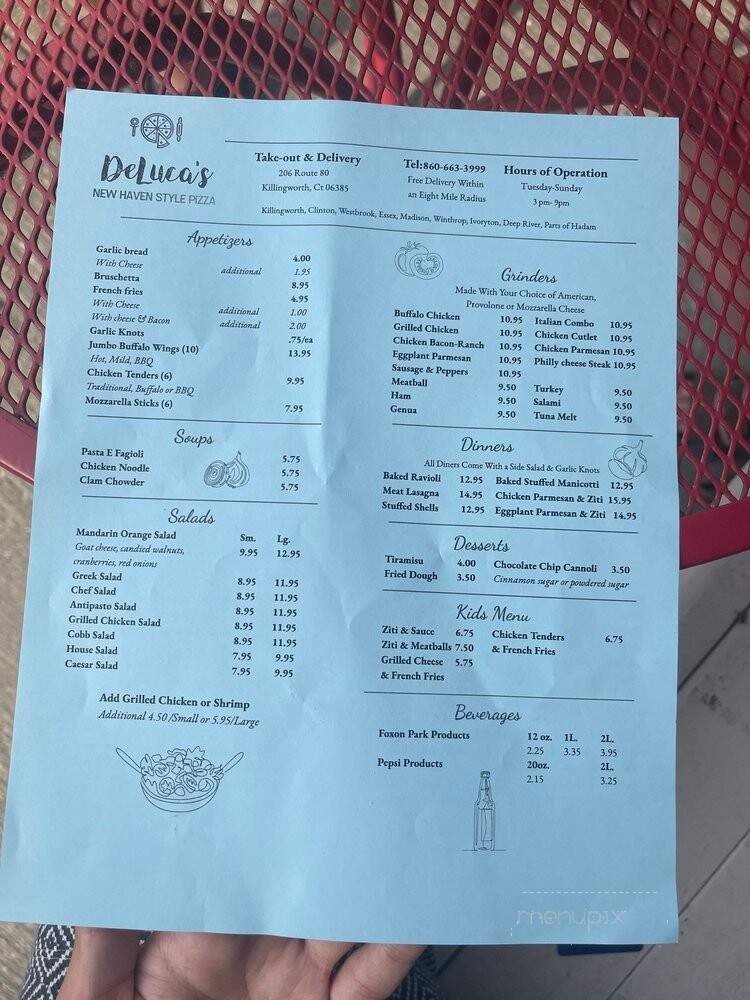 DeLuca's
NEW HAVEN STYLE PIZZA
Take-out & Delivery
206 Route 80
Killingworth, Ct 06385
Tel:860-663-3999
Free Delivery Within
an Eight Mile Radius
Hours of Operation
Tuesday-Sunday
3 pm- 9pm
Killingworth, Clinton, Westbrook, Essex, Madison, Winthrop, Ivoryton, Deep River, Parts of Hadam
Appetizers
Garlic bread 4.00
With Cheese additional 1.95
Bruschetta 8.95
French fries 4.95
With Cheese additional 1.00
With cheese & Bacon additional 2.00
Garlic Knots .75/ea
Jumbo Buffalo Wings (10) 13.95
Hot, Mild, BBQ
Chicken Tenders (6) 9.95
Traditional, Buffalo or BBQ
Mozzarella Sticks (6) 7.95
Soups
Pasta E Fagioli 5.75
Chicken Noodle 5.75
Clam Chowder 5.75
Salads
Mandarin Orange Salad Sm. Lg.
Goat cheese, candied walnuts, 9.95 12.95
cranberries, red onions
Greek Salad 8.95 11.95
Chef Salad 8.95 11.95
Antipasto Salad 8.95 11.95
Grilled Chicken Salad 8.95 11.95
Cobb Salad 8.95 11.95
House Salad 7.95 9.95
Caesar Salad 7.95 9.95
Add Grilled Chicken or Shrimp
Additional 4.50 /Small or 5.95/Large
Grinders
Made With Your Choice of American,
Provolone or Mozzarella Cheese
Buffalo Chicken 10.95 Italian Combo 10.95
Grilled Chicken 10.95 Chicken Cutlet 10.95
Chicken Bacon-Ranch 10.95 Chicken Parmesan 10.95
Eggplant Parmesan 10.95 Philly cheese Steak 10.95
Sausage & Peppers 10.95
Meatball 9.50 Turkey 9.50
Ham 9.50 Salami 9.50
Genua 9.50 Tuna Melt 9.50
Dinners
All Diners Come With a Side Salad & Garlic Knots
Baked Ravioli 12.95 Baked Stuffed Manicotti 12.95
Meat Lasagna 14.95 Chicken Parmesan & Ziti 15.95
Stuffed Shells 12.95 Eggplant Parmesan & Ziti 14.95
Desserts
Tiramisu 4.00 Chocolate Chip Cannoli 3.50
Fried Dough 3.50 Cinnamon sugar or powdered sugar
Kids Menu
Ziti & Sauce 6.75 Chicken Tenders 6.75
Ziti & Meatballs 7.50 & French Fries
Grilled Cheese 5.75
& French Fries
Beverages
Foxon Park Products 12 oz. 1L. 2L.
2.25 3.35 3.95
Pepsi Products 20oz. 2L.
2.15 3.25
menupix